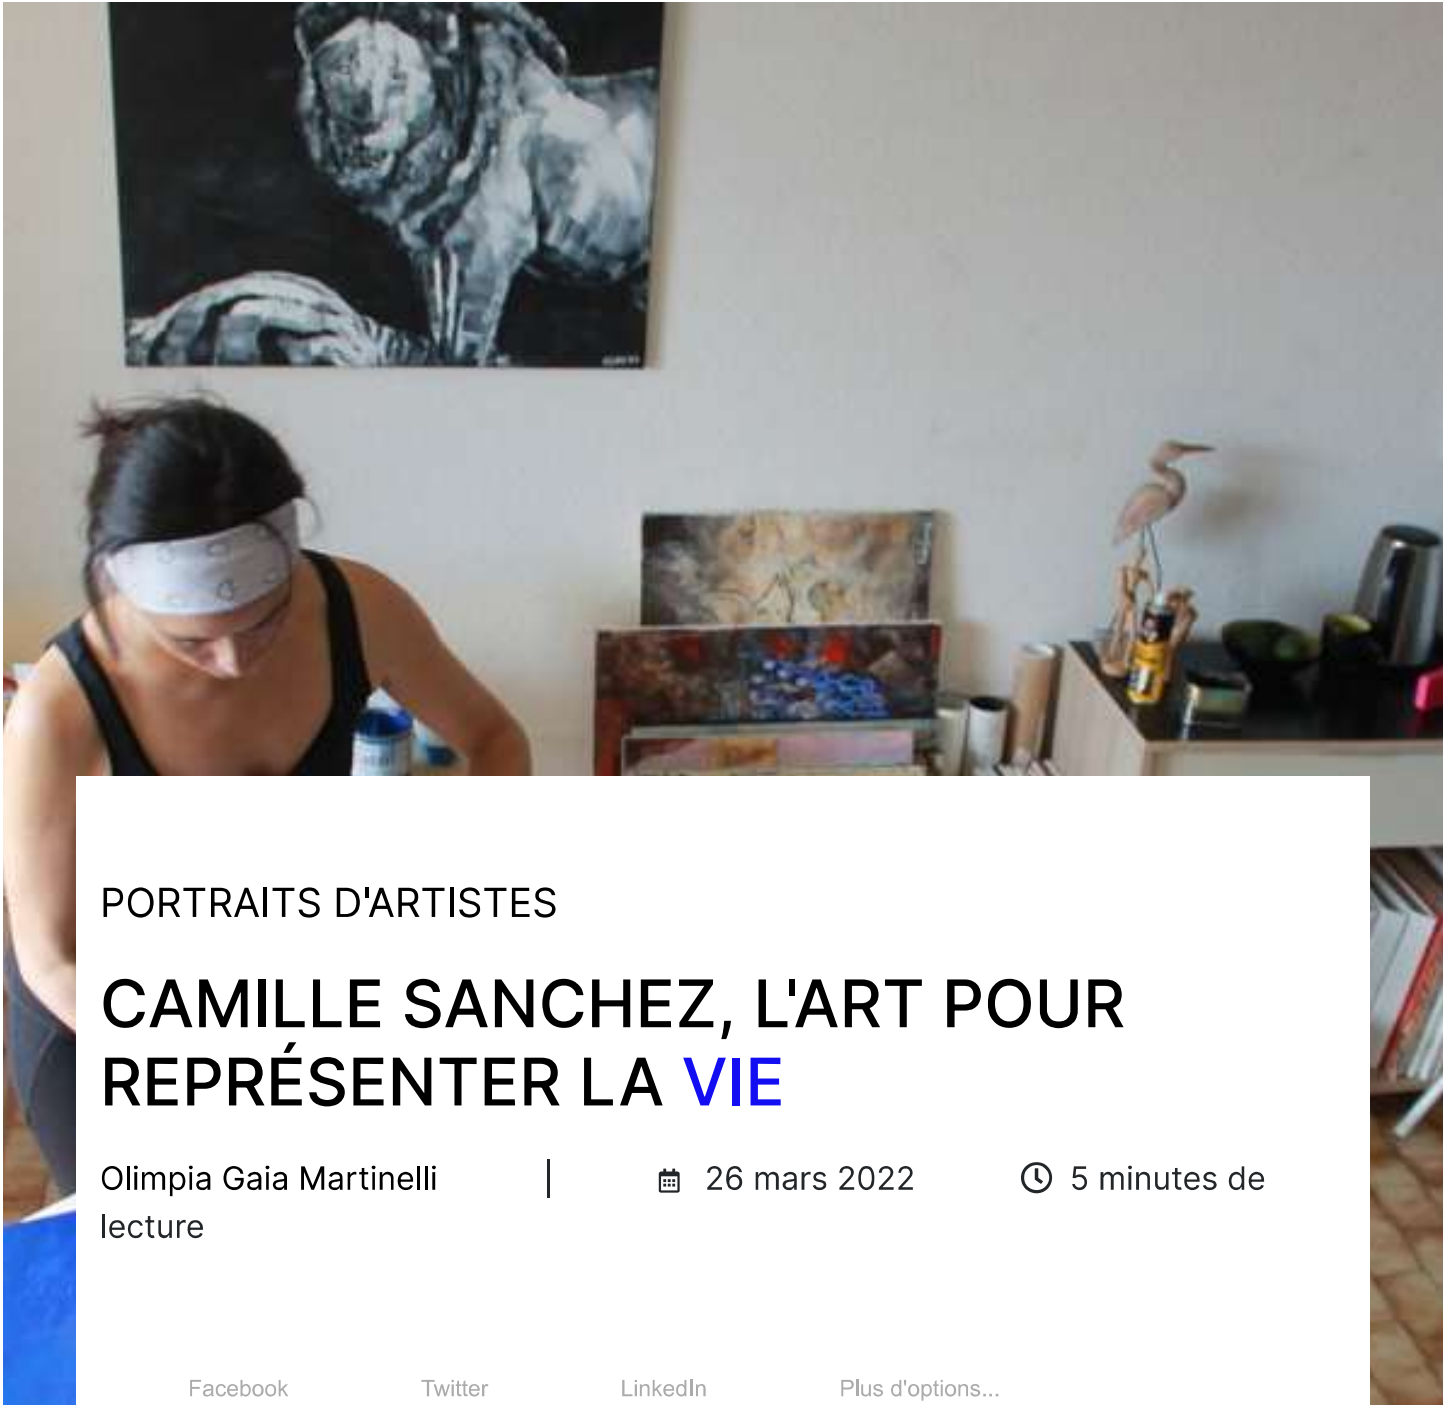 PORTRAITS D'ARTISTES
CAMILLE SANCHEZ, L'ART POUR
REPRÉSENTER LA VIE
Olimpia Gaia Martinelli | 26 mars 2022 5 minutes de
lecture
Facebook Twitter LinkedIn Plus d'options...